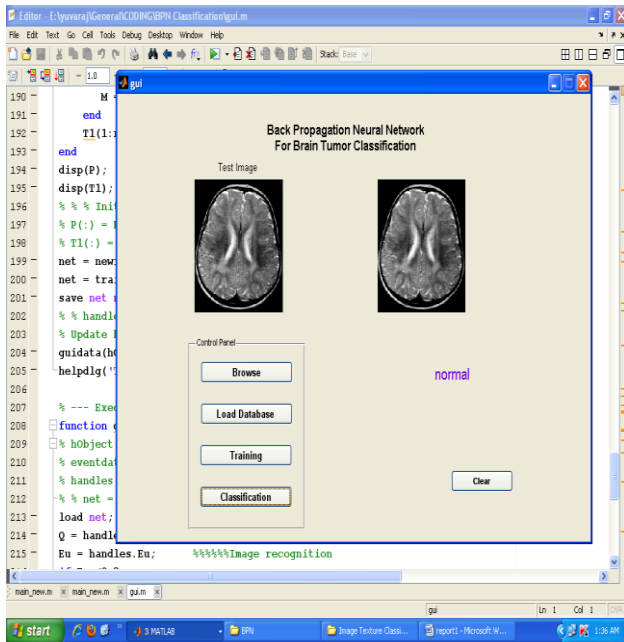 Editor - E:\yuvaraj\General\CODING\BPN Classification\gui.m
File Edit Text Go Cell Tools Debug Desktop Window Help
Stack: Base
- 1.0
gui
190 - M =
191 - end
192 - T1(1:
193 - end
194 - disp(P);
195 - disp(T1);
196 % % % Ini
197 % P(:) =
198 % T1(:) =
199 - net = new
200 - net = tra
201 - save net
202 % % handl
203 % Update
204 - guidata(h
205 - helpdlg('
206
207 % --- Exe
208 function
209 % hObject
210 % eventdat
211 % handles
212 % % net =
213 - load net;
214 - Q = handl
215 - Eu = handles.Eu; %%%%%%Image recognition
Back Propagation Neural Network
For Brain Tumor Classification
Test Image
Control Panel
Browse
Load Database
Training
Classification
normal
Clear
main_new.m main_new.m gui.m
gui Ln 1 Col 1 OVR
start 3 MATLAB BPN Image Texture Classi... report1 - Microsoft W... 1:36 AM